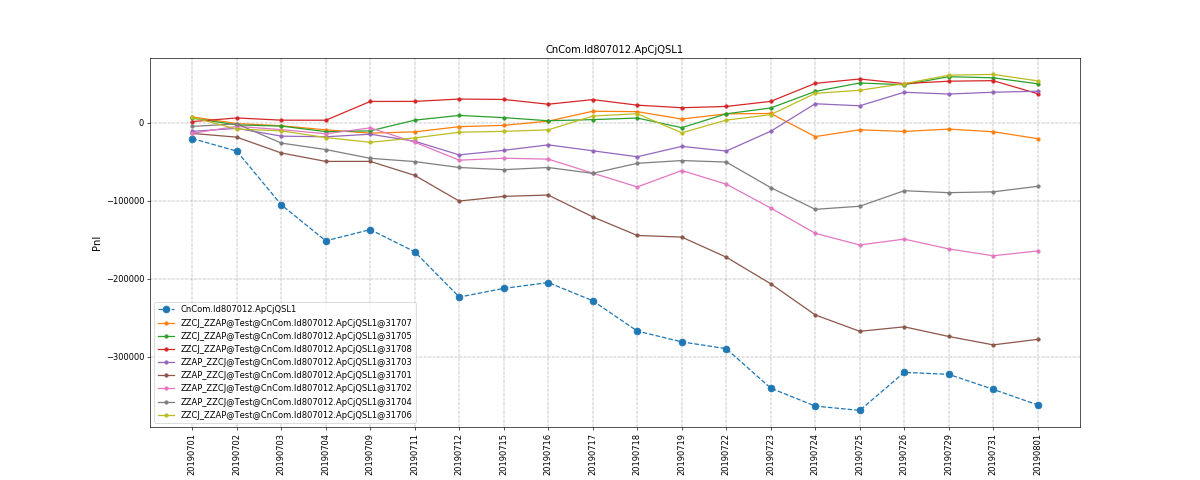 CnCom.Id807012.ApCjQSL1
PnI
0
−100000
−200000
−300000
CnCom.Id807012.ApCjQSL1
ZZCJ_ZZAP@Test@CnCom.Id807012.ApCjQSL1@31707
ZZCJ_ZZAP@Test@CnCom.Id807012.ApCjQSL1@31705
ZZCJ_ZZAP@Test@CnCom.Id807012.ApCjQSL1@31708
ZZAP_ZZCJ@Test@CnCom.Id807012.ApCjQSL1@31703
ZZAP_ZZCJ@Test@CnCom.Id807012.ApCjQSL1@31701
ZZAP_ZZCJ@Test@CnCom.Id807012.ApCjQSL1@31702
ZZAP_ZZCJ@Test@CnCom.Id807012.ApCjQSL1@31704
ZZCJ_ZZAP@Test@CnCom.Id807012.ApCjQSL1@31706
20190701
20190702
20190703
20190704
20190709
20190711
20190712
20190715
20190716
20190717
20190718
20190719
20190722
20190723
20190724
20190725
20190726
20190729
20190731
20190801